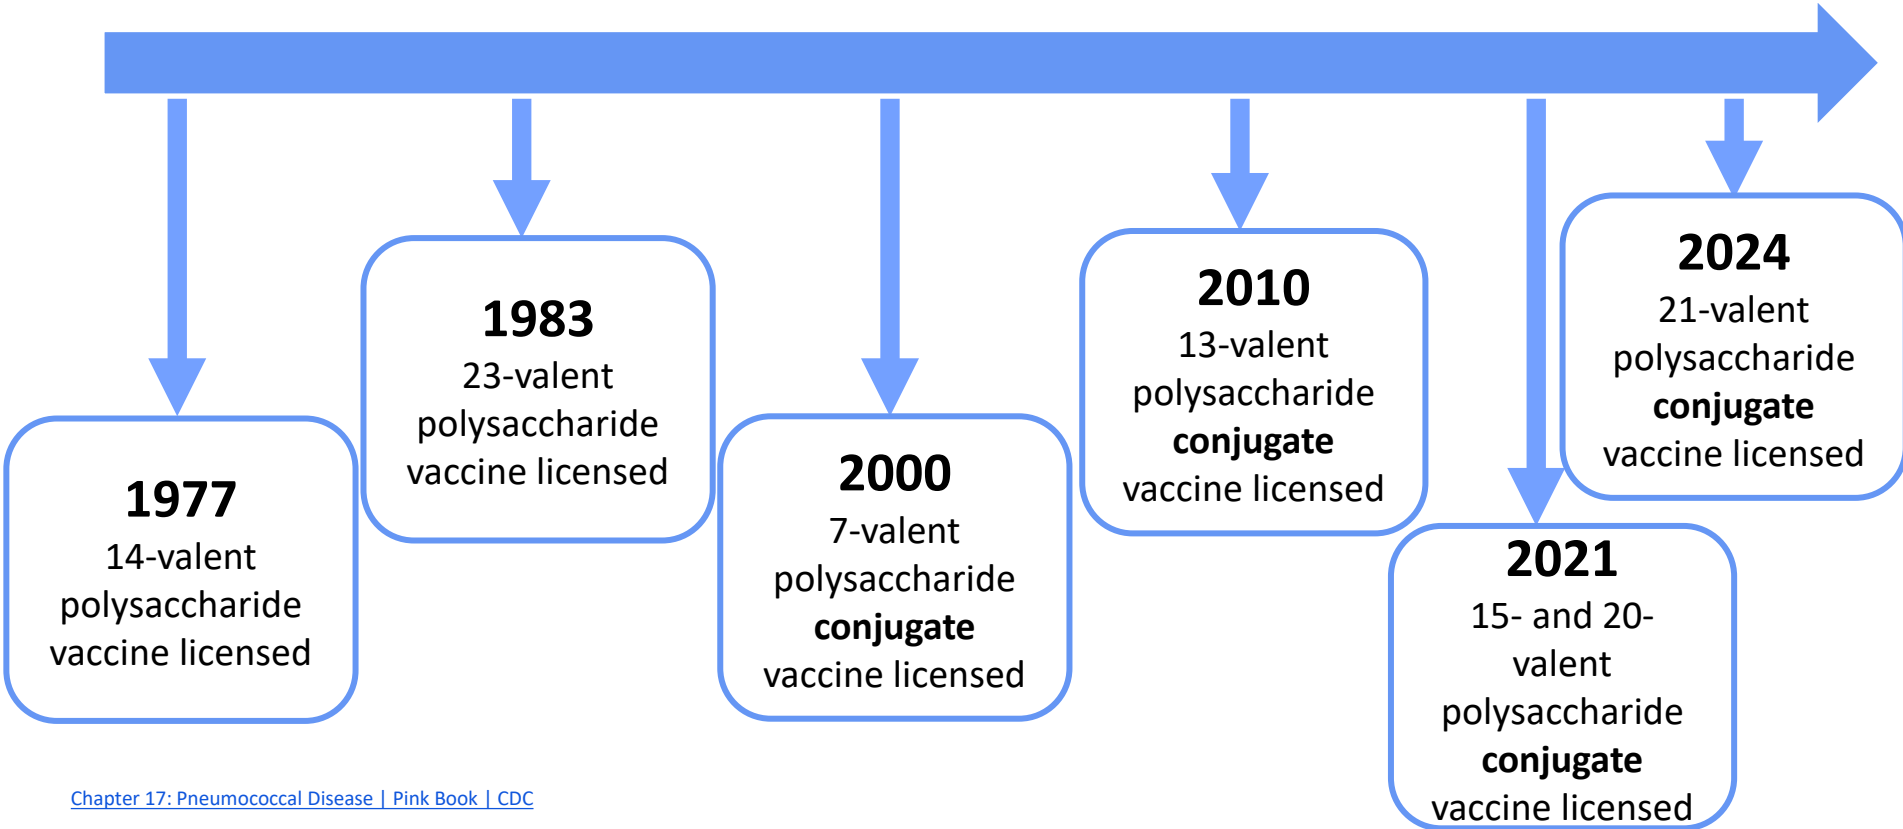 1977
14-valent
polysaccharide
vaccine licensed
1983
23-valent
polysaccharide
vaccine licensed
2000
7-valent
polysaccharide
conjugate
vaccine licensed
2010
13-valent
polysaccharide
conjugate
vaccine licensed
2021
15- and 20-
valent
polysaccharide
conjugate
vaccine licensed
2024
21-valent
polysaccharide
conjugate
vaccine licensed
Chapter 17: Pneumococcal Disease | Pink Book | CDC